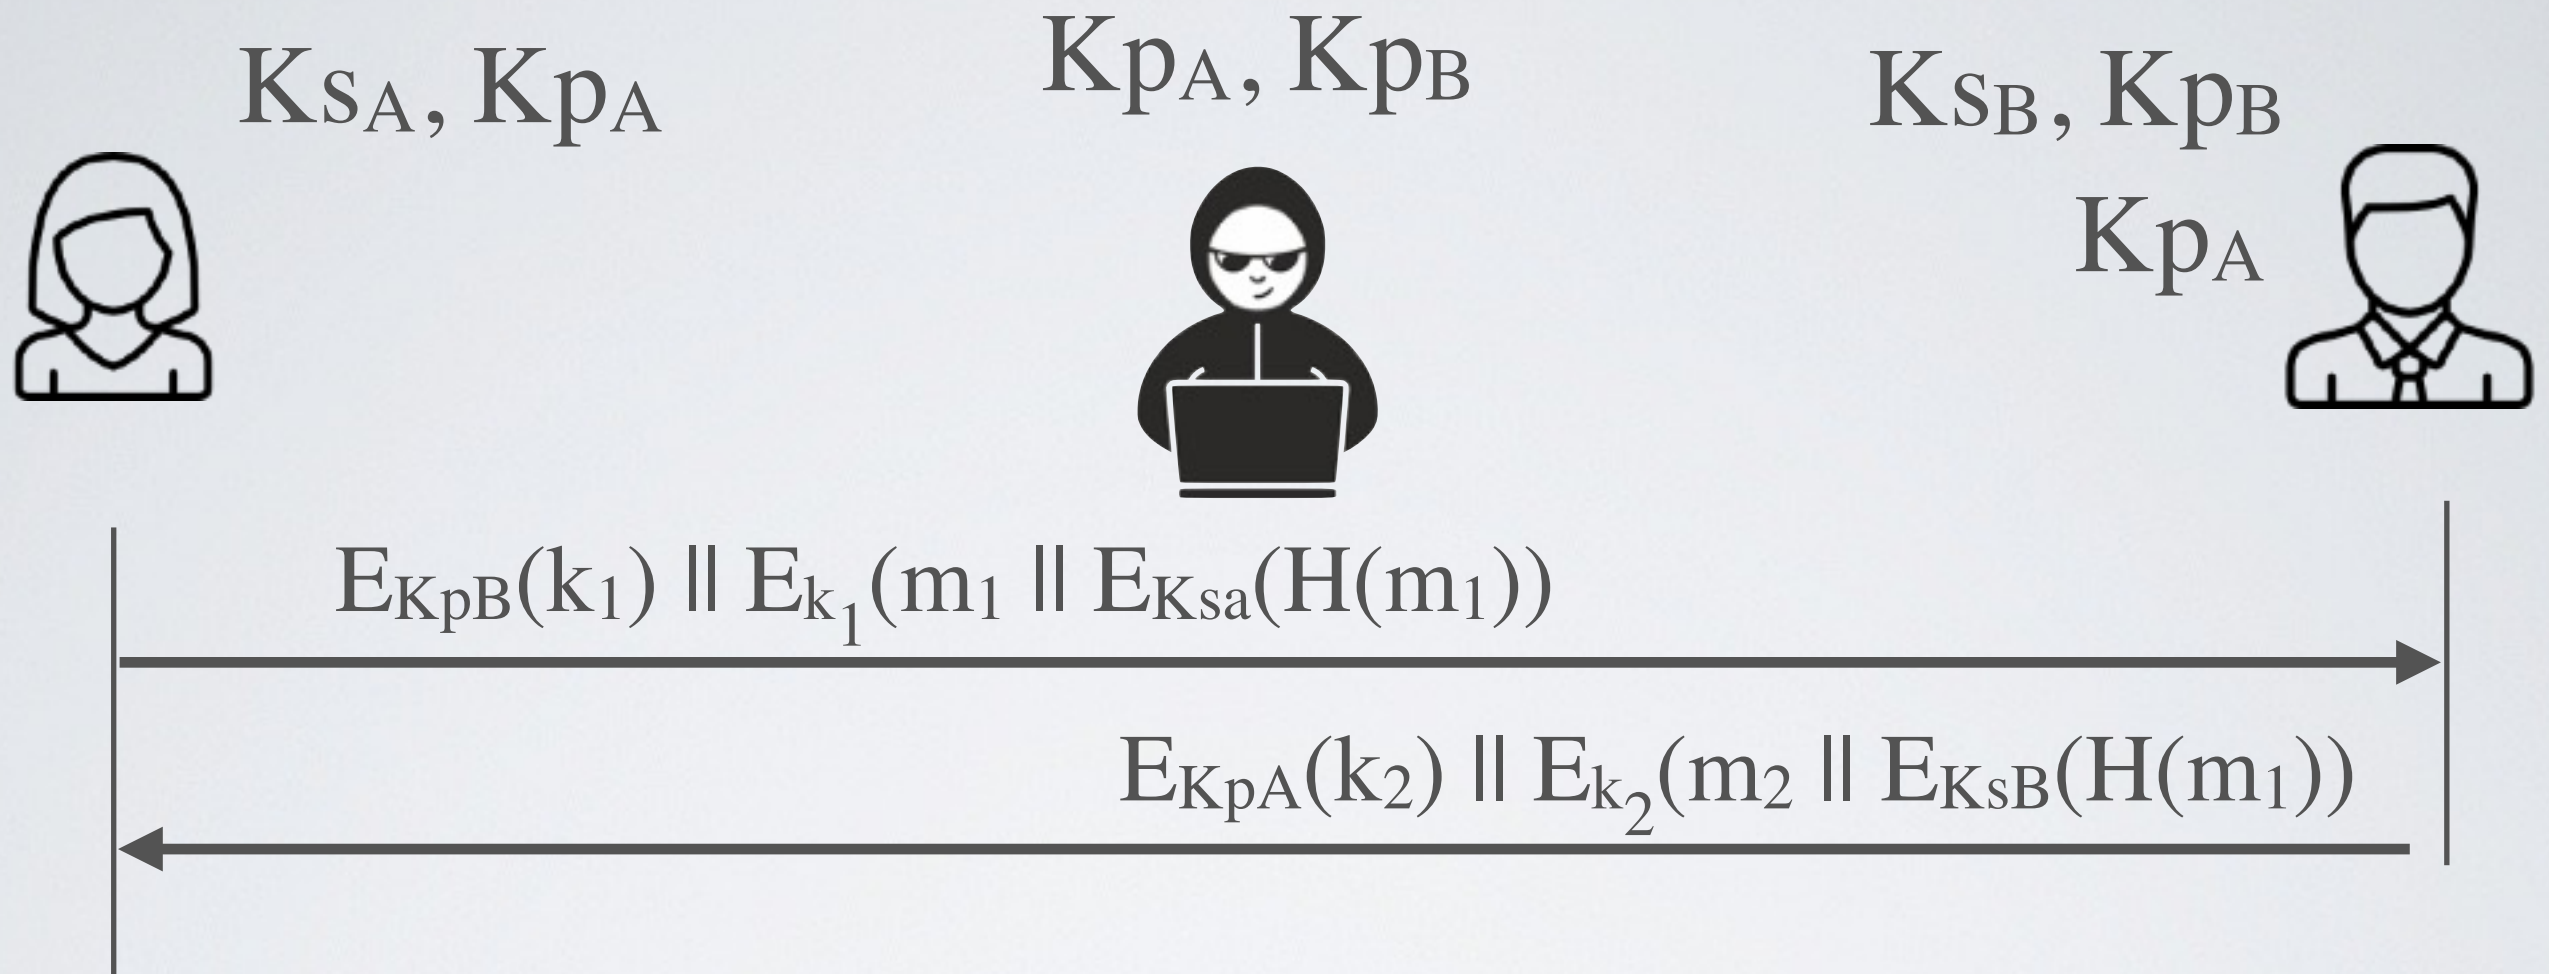 KsA, KpA
KpA, KpB
KsB, KpB
KpA
EKpB(k1) || Ek1(m1 || EKsa(H(m1))
EKpA(k2) || Ek2(m2 || EKsB(H(m1))